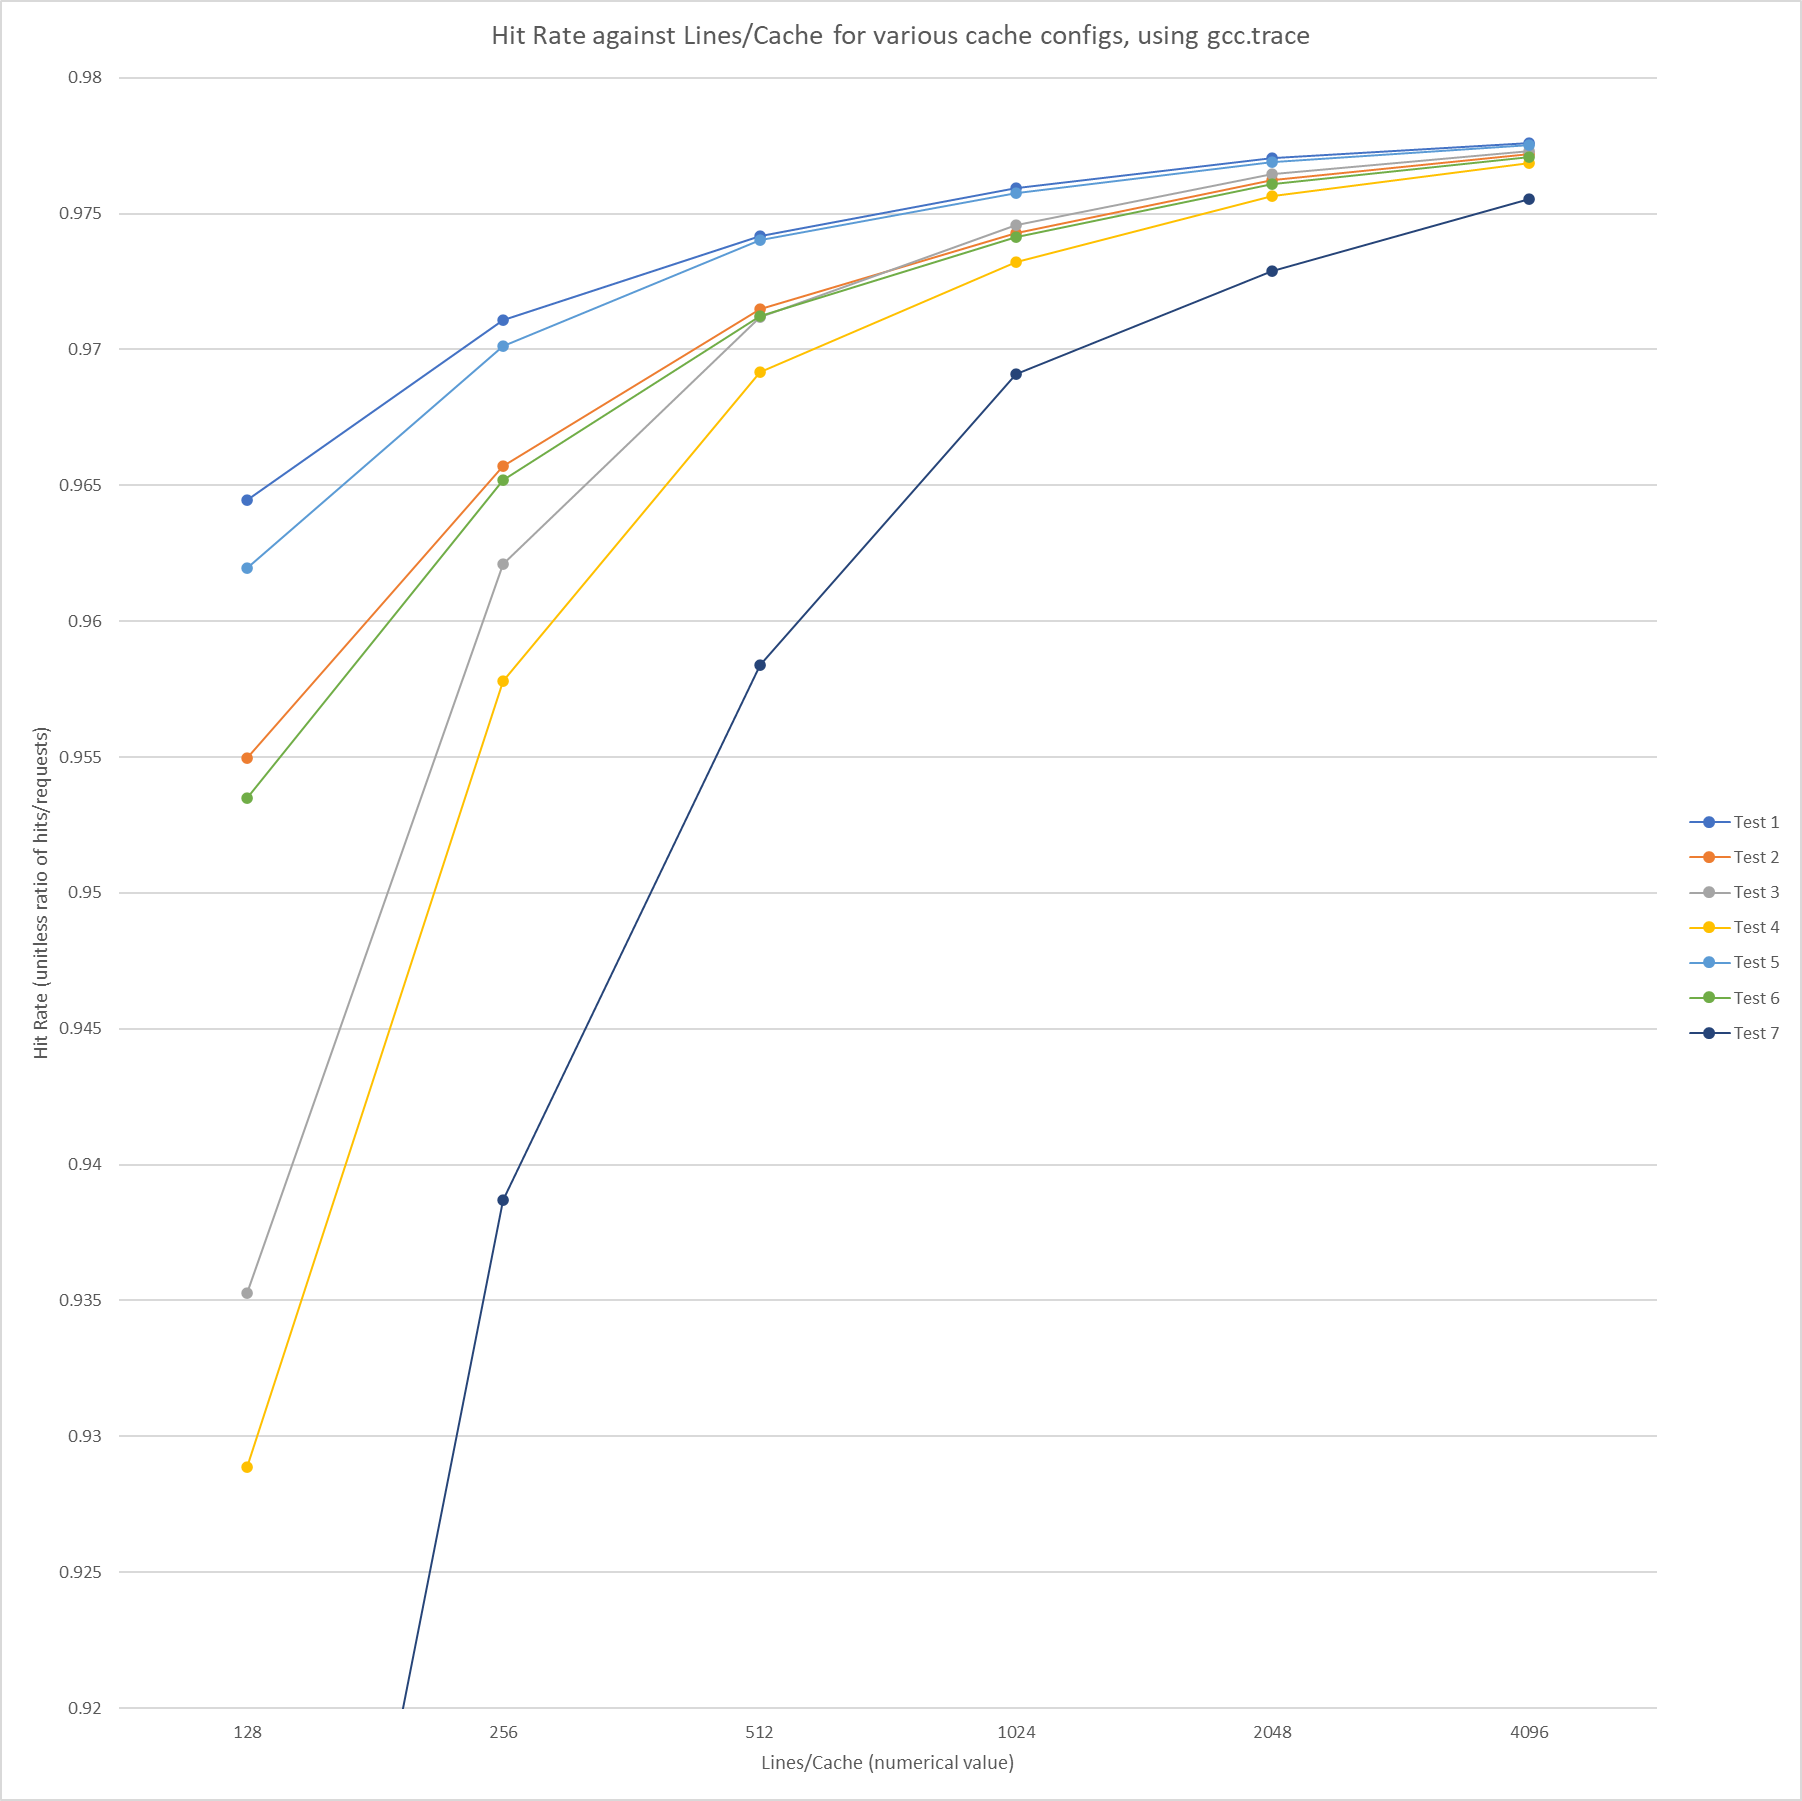 Hit Rate against Lines/Cache for various cache configs, using gcc.trace
0.98
0.975
0.97
0.965
0.96
0.955
0.95
0.945
0.94
0.935
0.93
0.925
0.92
Hit Rate (unitless ratio of hits/requests)
128 256 512 1024 2048 4096
Lines/Cache (numerical value)
Test 1
Test 2
Test 3
Test 4
Test 5
Test 6
Test 7